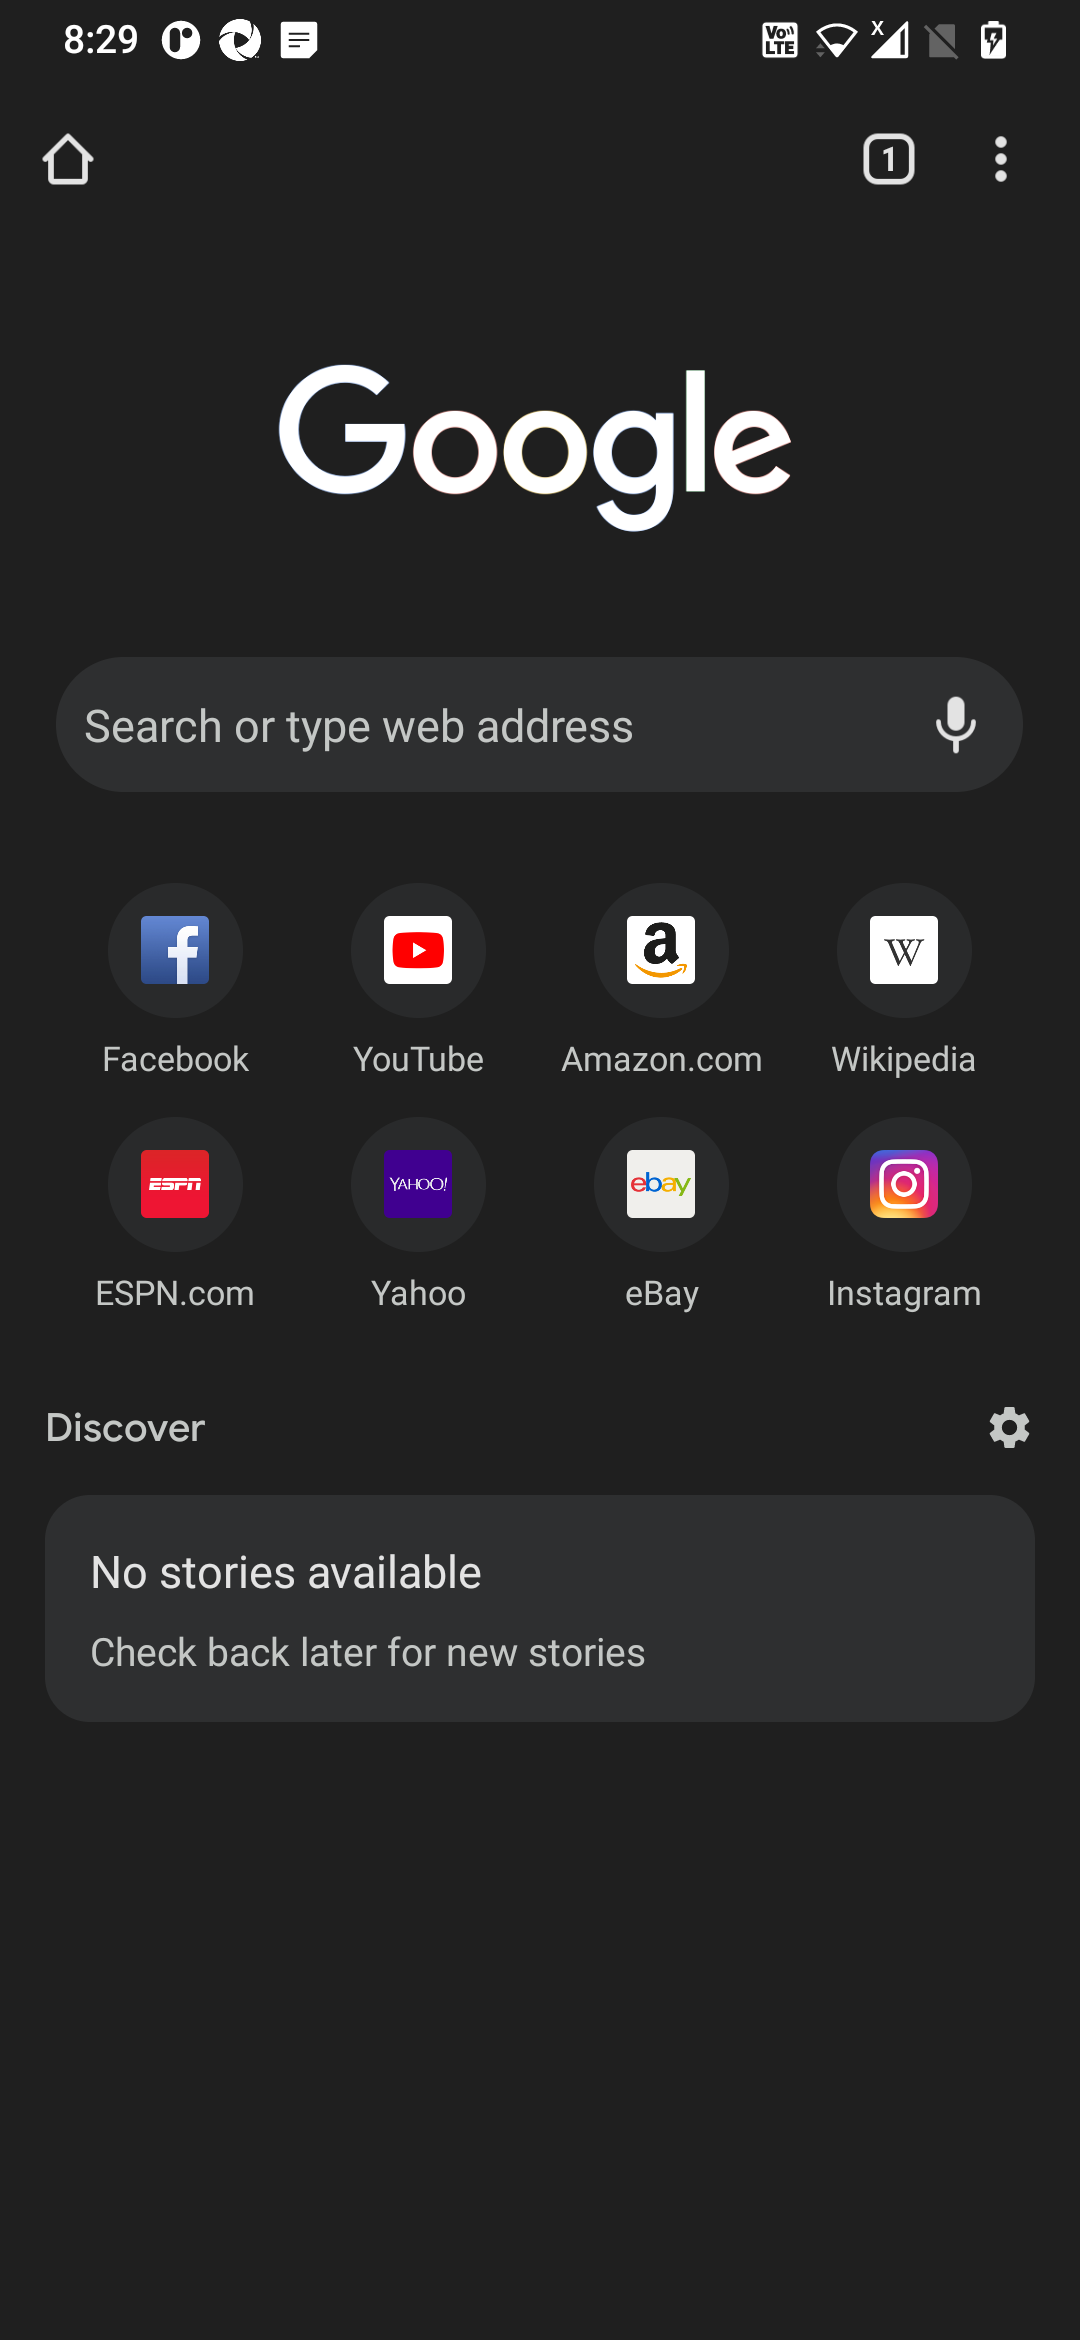 8:29
Vo LTE X
1
Google
Search or type web address
Facebook YouTube Amazon.com Wikipedia
ESPN YAHOO! ebay
ESPN.com Yahoo eBay Instagram
Discover
No stories available
Check back later for new stories